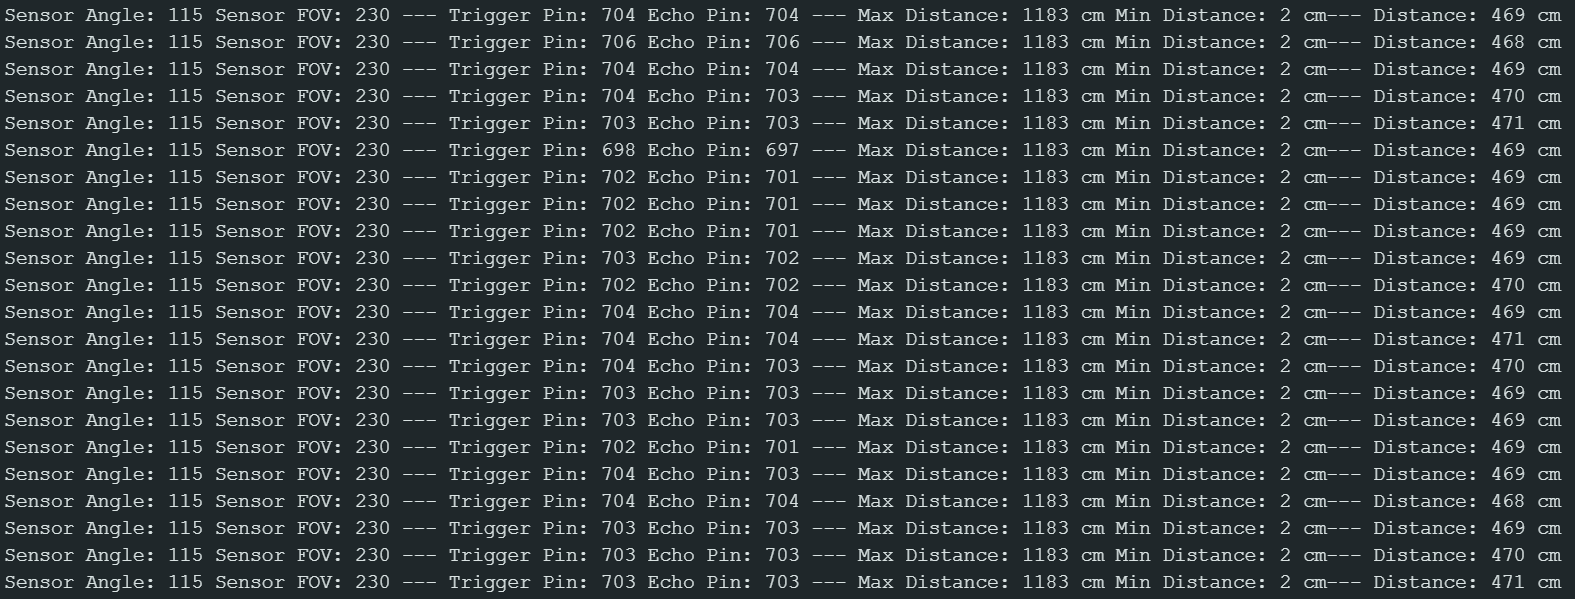 Sensor Angle: 115 Sensor FOV: 230 --- Trigger Pin: 704 Echo Pin: 704 --- Max Distance: 1183 cm Min Distance: 2 cm--- Distance: 469 cm
Sensor Angle: 115 Sensor FOV: 230 --- Trigger Pin: 706 Echo Pin: 706 --- Max Distance: 1183 cm Min Distance: 2 cm--- Distance: 468 cm
Sensor Angle: 115 Sensor FOV: 230 --- Trigger Pin: 704 Echo Pin: 704 --- Max Distance: 1183 cm Min Distance: 2 cm--- Distance: 469 cm
Sensor Angle: 115 Sensor FOV: 230 --- Trigger Pin: 704 Echo Pin: 703 --- Max Distance: 1183 cm Min Distance: 2 cm--- Distance: 470 cm
Sensor Angle: 115 Sensor FOV: 230 --- Trigger Pin: 703 Echo Pin: 703 --- Max Distance: 1183 cm Min Distance: 2 cm--- Distance: 471 cm
Sensor Angle: 115 Sensor FOV: 230 --- Trigger Pin: 698 Echo Pin: 697 --- Max Distance: 1183 cm Min Distance: 2 cm--- Distance: 469 cm
Sensor Angle: 115 Sensor FOV: 230 --- Trigger Pin: 702 Echo Pin: 701 --- Max Distance: 1183 cm Min Distance: 2 cm--- Distance: 469 cm
Sensor Angle: 115 Sensor FOV: 230 --- Trigger Pin: 702 Echo Pin: 701 --- Max Distance: 1183 cm Min Distance: 2 cm--- Distance: 469 cm
Sensor Angle: 115 Sensor FOV: 230 --- Trigger Pin: 702 Echo Pin: 701 --- Max Distance: 1183 cm Min Distance: 2 cm--- Distance: 469 cm
Sensor Angle: 115 Sensor FOV: 230 --- Trigger Pin: 703 Echo Pin: 702 --- Max Distance: 1183 cm Min Distance: 2 cm--- Distance: 469 cm
Sensor Angle: 115 Sensor FOV: 230 --- Trigger Pin: 702 Echo Pin: 702 --- Max Distance: 1183 cm Min Distance: 2 cm--- Distance: 470 cm
Sensor Angle: 115 Sensor FOV: 230 --- Trigger Pin: 704 Echo Pin: 704 --- Max Distance: 1183 cm Min Distance: 2 cm--- Distance: 469 cm
Sensor Angle: 115 Sensor FOV: 230 --- Trigger Pin: 704 Echo Pin: 704 --- Max Distance: 1183 cm Min Distance: 2 cm--- Distance: 471 cm
Sensor Angle: 115 Sensor FOV: 230 --- Trigger Pin: 704 Echo Pin: 703 --- Max Distance: 1183 cm Min Distance: 2 cm--- Distance: 470 cm
Sensor Angle: 115 Sensor FOV: 230 --- Trigger Pin: 703 Echo Pin: 703 --- Max Distance: 1183 cm Min Distance: 2 cm--- Distance: 469 cm
Sensor Angle: 115 Sensor FOV: 230 --- Trigger Pin: 703 Echo Pin: 703 --- Max Distance: 1183 cm Min Distance: 2 cm--- Distance: 469 cm
Sensor Angle: 115 Sensor FOV: 230 --- Trigger Pin: 702 Echo Pin: 701 --- Max Distance: 1183 cm Min Distance: 2 cm--- Distance: 469 cm
Sensor Angle: 115 Sensor FOV: 230 --- Trigger Pin: 704 Echo Pin: 703 --- Max Distance: 1183 cm Min Distance: 2 cm--- Distance: 469 cm
Sensor Angle: 115 Sensor FOV: 230 --- Trigger Pin: 704 Echo Pin: 704 --- Max Distance: 1183 cm Min Distance: 2 cm--- Distance: 468 cm
Sensor Angle: 115 Sensor FOV: 230 --- Trigger Pin: 703 Echo Pin: 703 --- Max Distance: 1183 cm Min Distance: 2 cm--- Distance: 469 cm
Sensor Angle: 115 Sensor FOV: 230 --- Trigger Pin: 703 Echo Pin: 703 --- Max Distance: 1183 cm Min Distance: 2 cm--- Distance: 470 cm
Sensor Angle: 115 Sensor FOV: 230 --- Trigger Pin: 703 Echo Pin: 703 --- Max Distance: 1183 cm Min Distance: 2 cm--- Distance: 471 cm